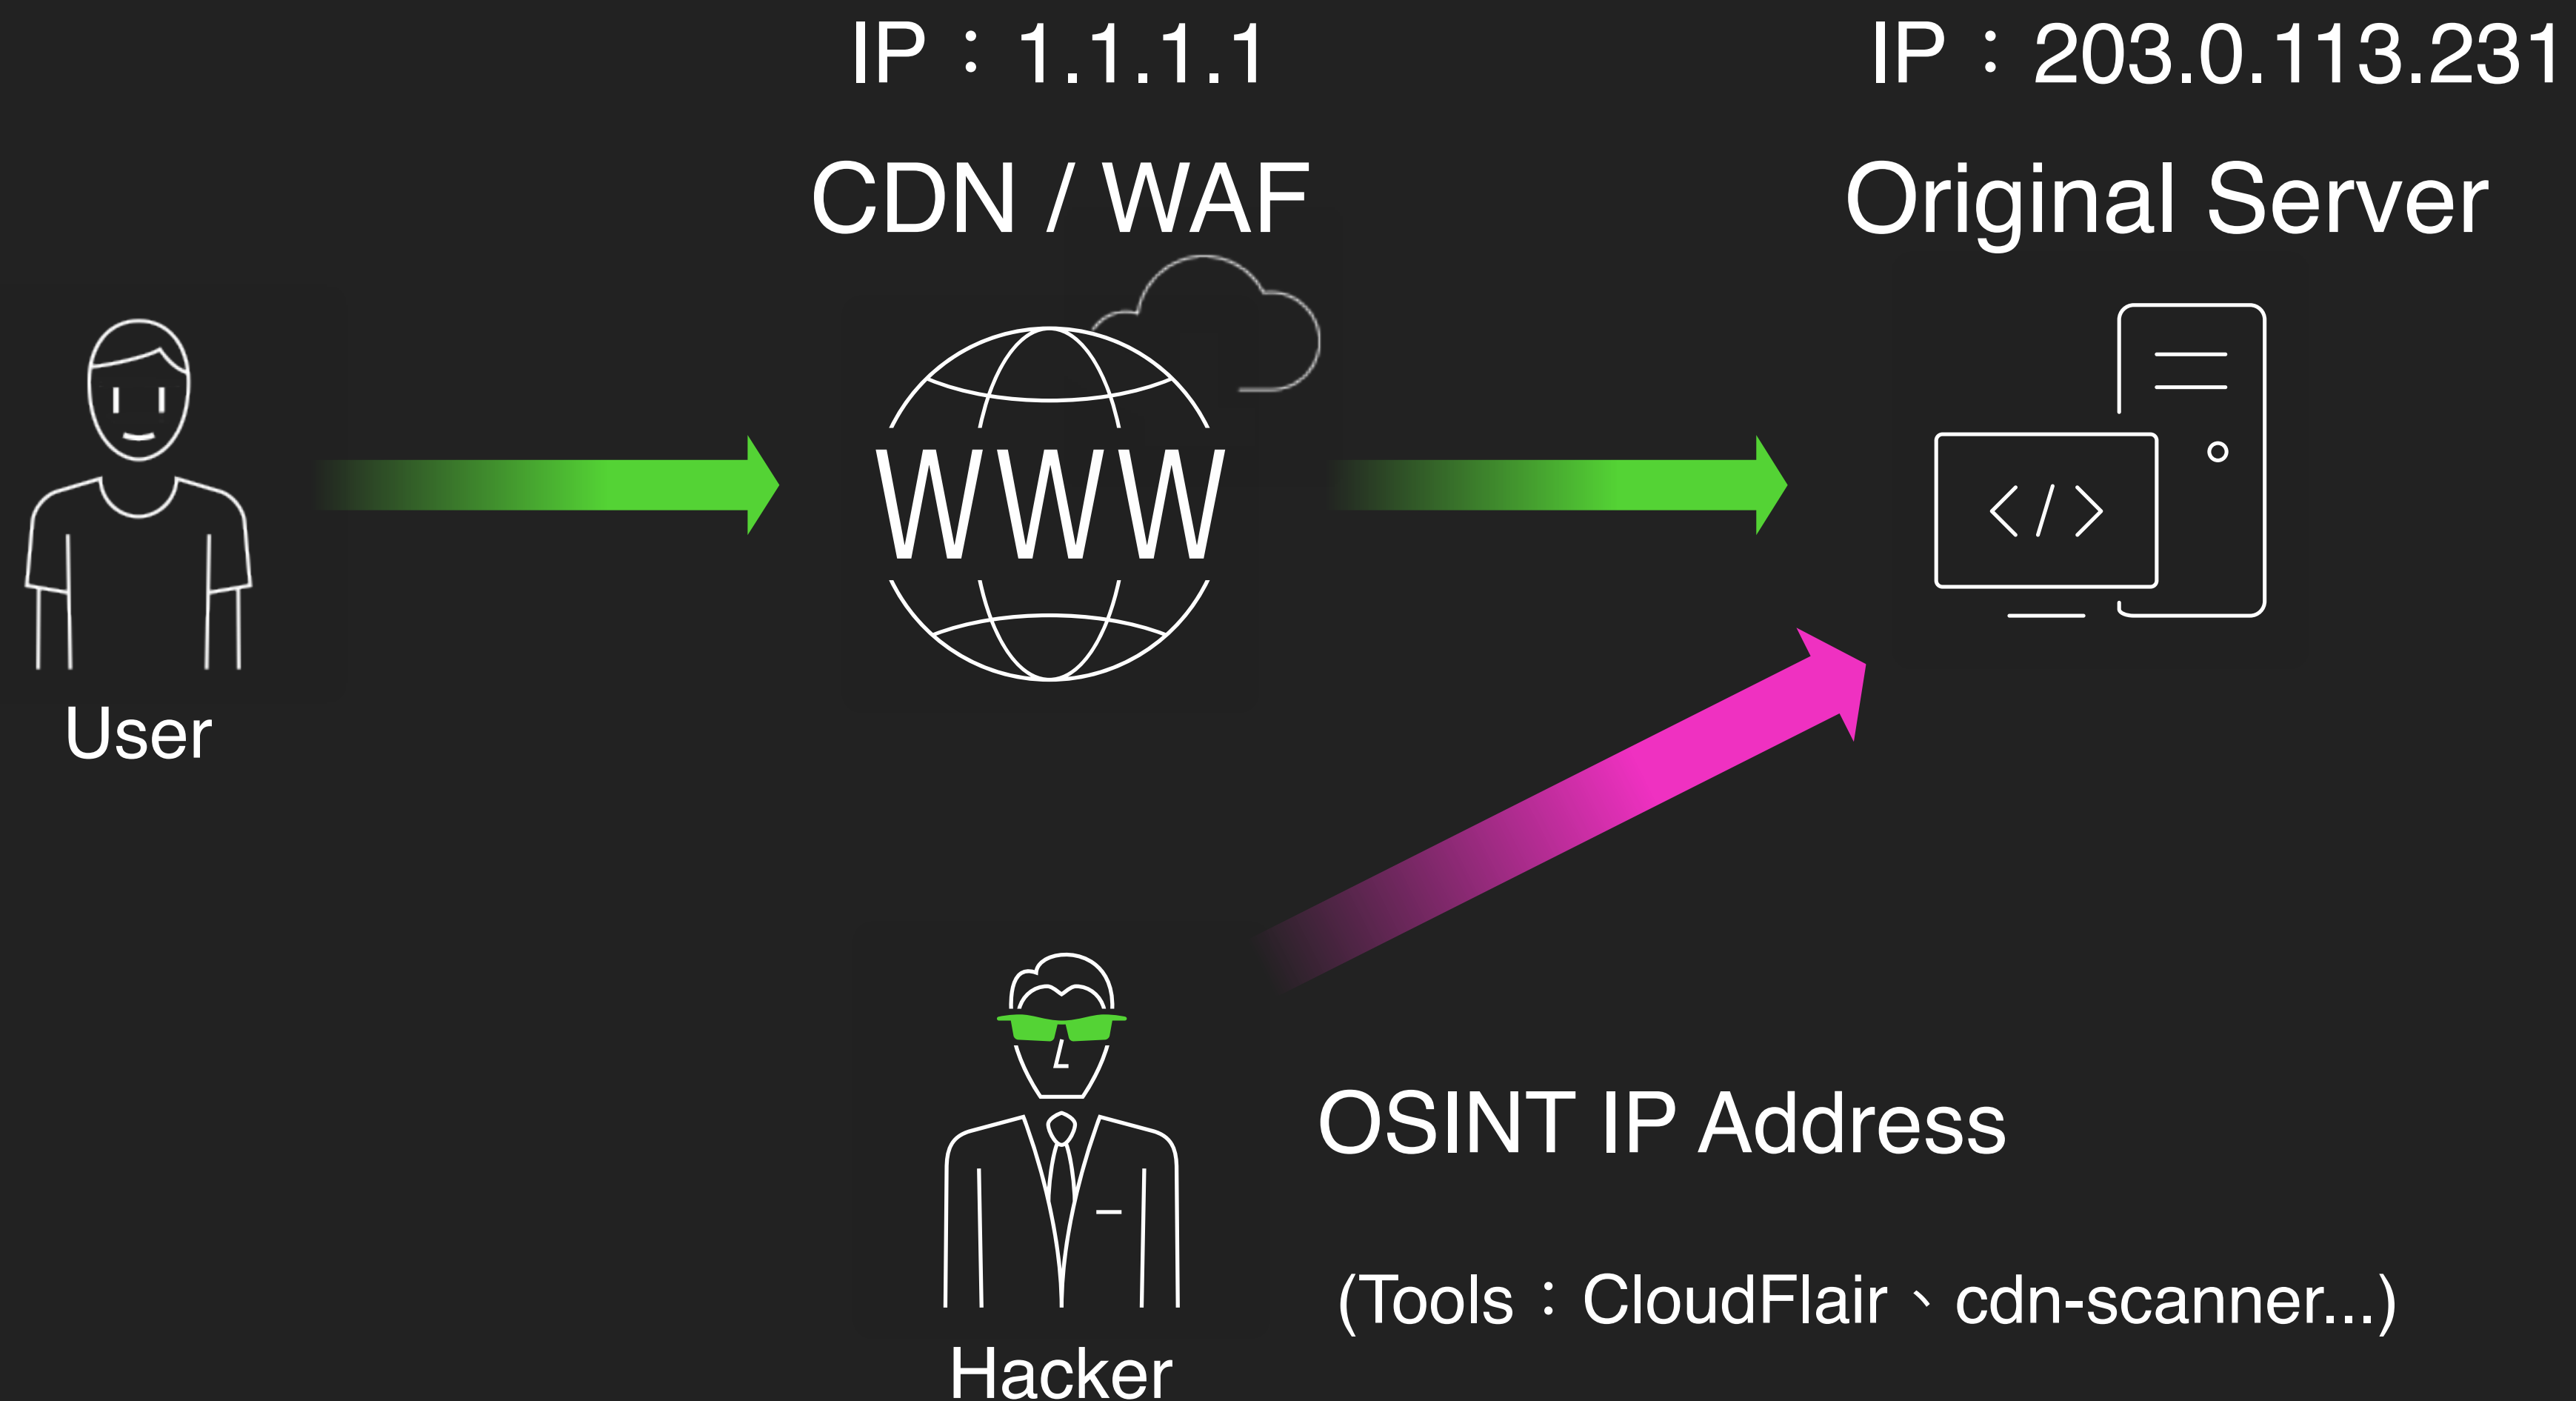 IP：1.1.1.1
IP：203.0.113.231
CDN / WAF
Original Server
WWW
</>
User
OSINT IP Address
(Tools：CloudFlair、cdn-scanner...)
Hacker